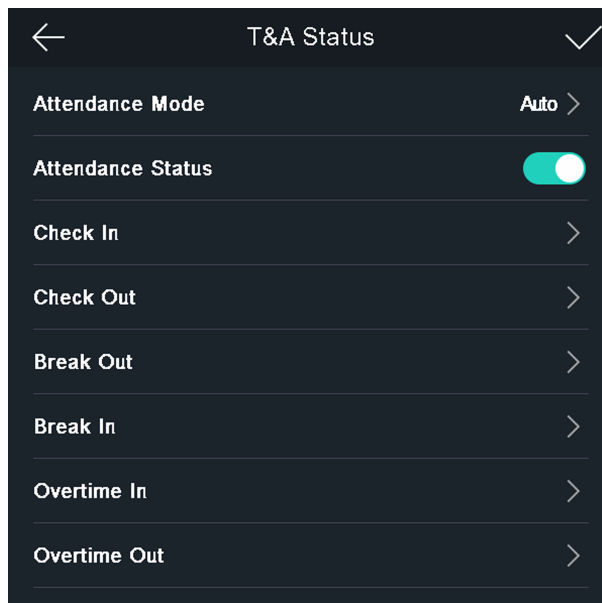 T&A Status
Attendance Mode Auto
Attendance Status
Check In
Check Out
Break Out
Break In
Overtime In
Overtime Out